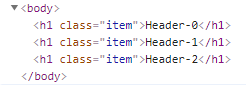 ▼<body>
<h1 class="item">Header-0</h1>
<h1 class="item">Header-1</h1>
<h1 class="item">Header-2</h1>
</body>